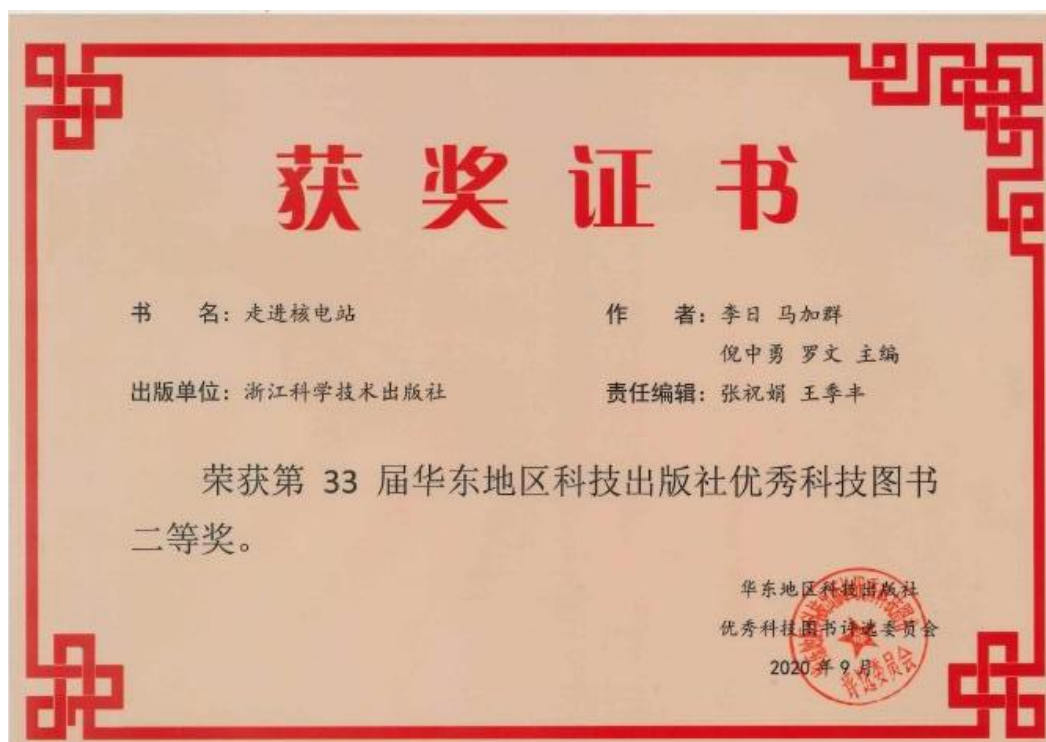 获奖证书
书 名：走进核电站
作 者：李日 马加群
倪中勇 罗文 主编
出版单位：浙江科学技术出版社
责任编辑：张祝娟 王季丰
荣获第 33 届华东地区科技出版社优秀科技图书
二等奖。
华东地区科技出版社
优秀科技图书评选委员会
2020 年 9 月
评选委员会